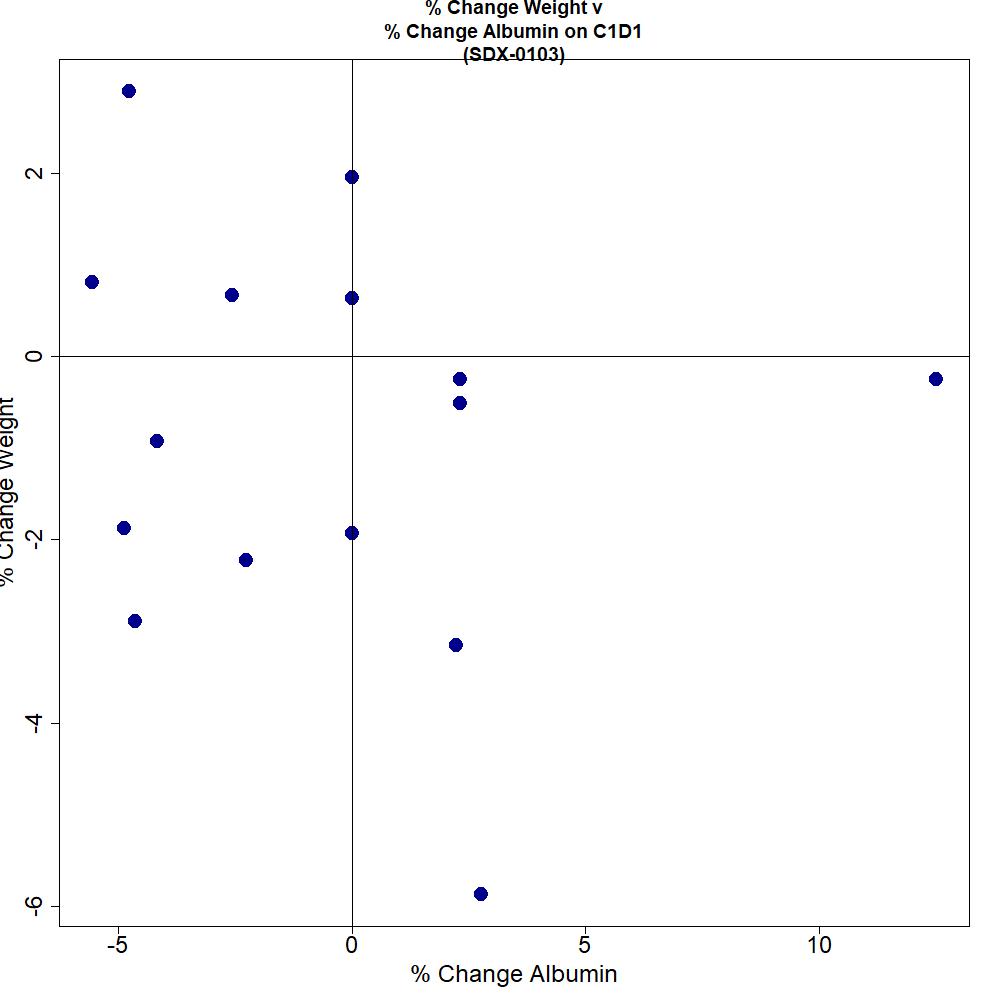 % Change Weight v
% Change Albumin on C1D1
(SDX-0103)
% Change Weight
2
0
-2
-4
-6
-5
0
5
10
% Change Albumin